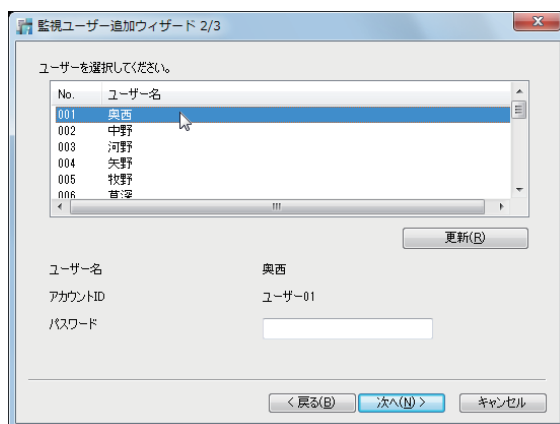 監視ユーザー追加ウィザード 2/3
ユーザーを選択してください。
No. ユーザー名
001 奥西
002 中野
003 河野
004 矢野
005 牧野
006 草深
更新(R)
ユーザー名 奥西
アカウントID ユーザー01
パスワード
< 戻る(B) 次へ(N) > キャンセル